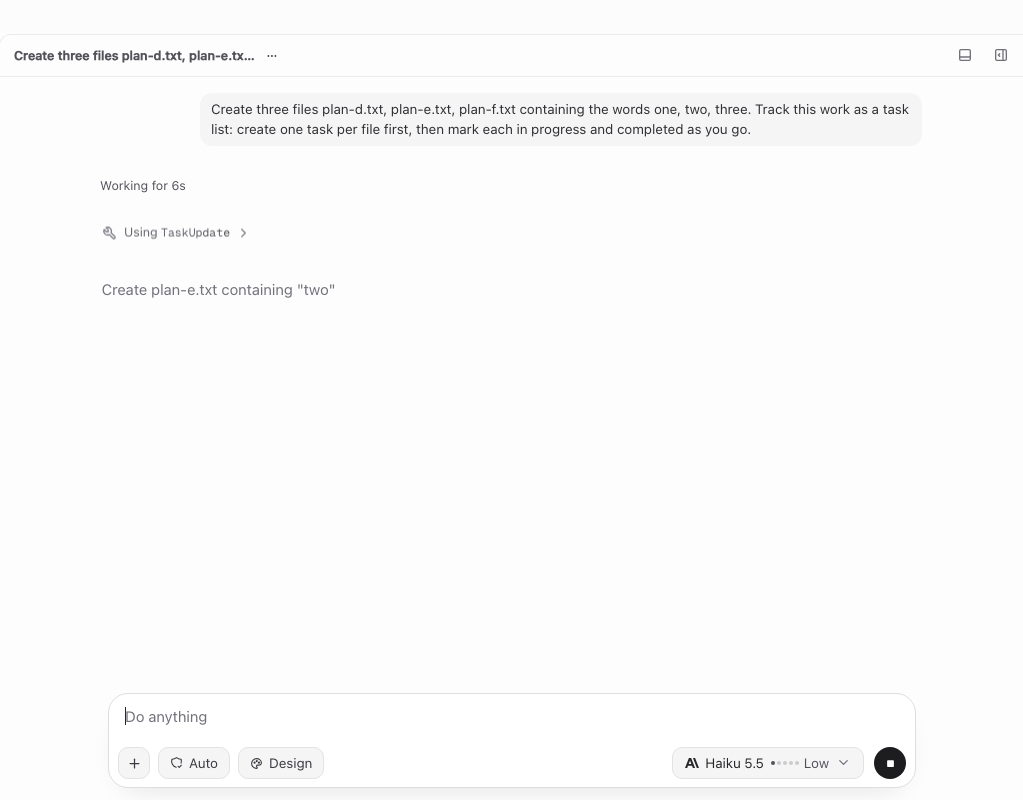 Create three files plan-d.txt, plan-e.tx... ...
Create three files plan-d.txt, plan-e.txt, plan-f.txt containing the words one, two, three. Track this work as a task
list: create one task per file first, then mark each in progress and completed as you go.
Working for 6s
Using TaskUpdate
Create plan-e.txt containing "two"
Do anything
Auto Design Haiku 5.5 Low